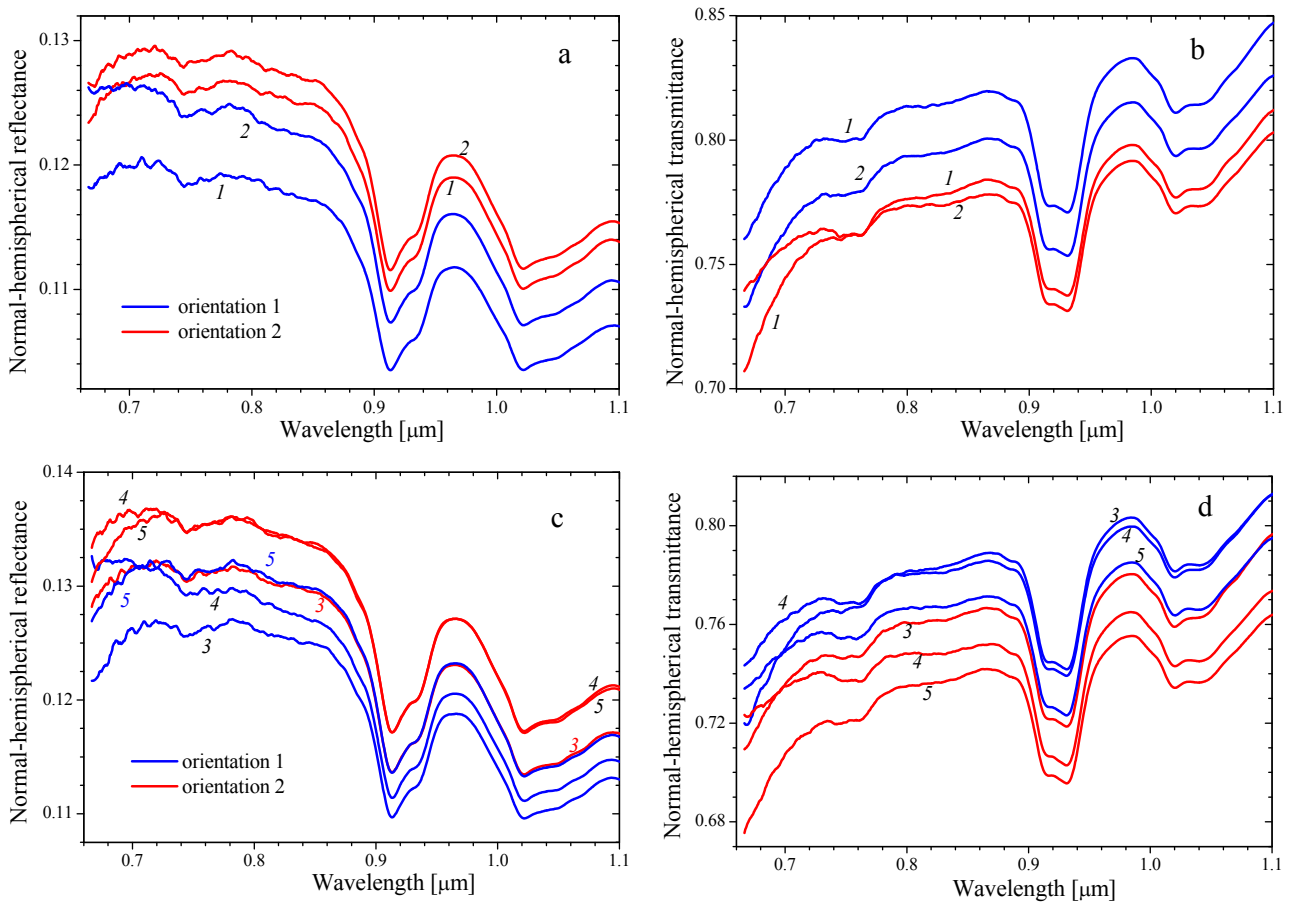 a
Normal-hemispherical reflectance
0.13
0.12
0.11
2
1
2
1
orientation 1
orientation 2
0.7 0.8 0.9 1.0 1.1
Wavelength [μm]
b
Normal-hemispherical transmittance
0.85
0.80
0.75
0.70
1
2
1
2
1
0.7 0.8 0.9 1.0 1.1
Wavelength [μm]
c
Normal-hemispherical reflectance
0.14
0.13
0.12
0.11
4
5
5
5
4
3
3
4
5
3
orientation 1
orientation 2
0.7 0.8 0.9 1.0 1.1
Wavelength [μm]
d
Normal-hemispherical transmittance
0.80
0.76
0.72
0.68
3
4
5
4
3
4
5
0.7 0.8 0.9 1.0 1.1
Wavelength [μm]